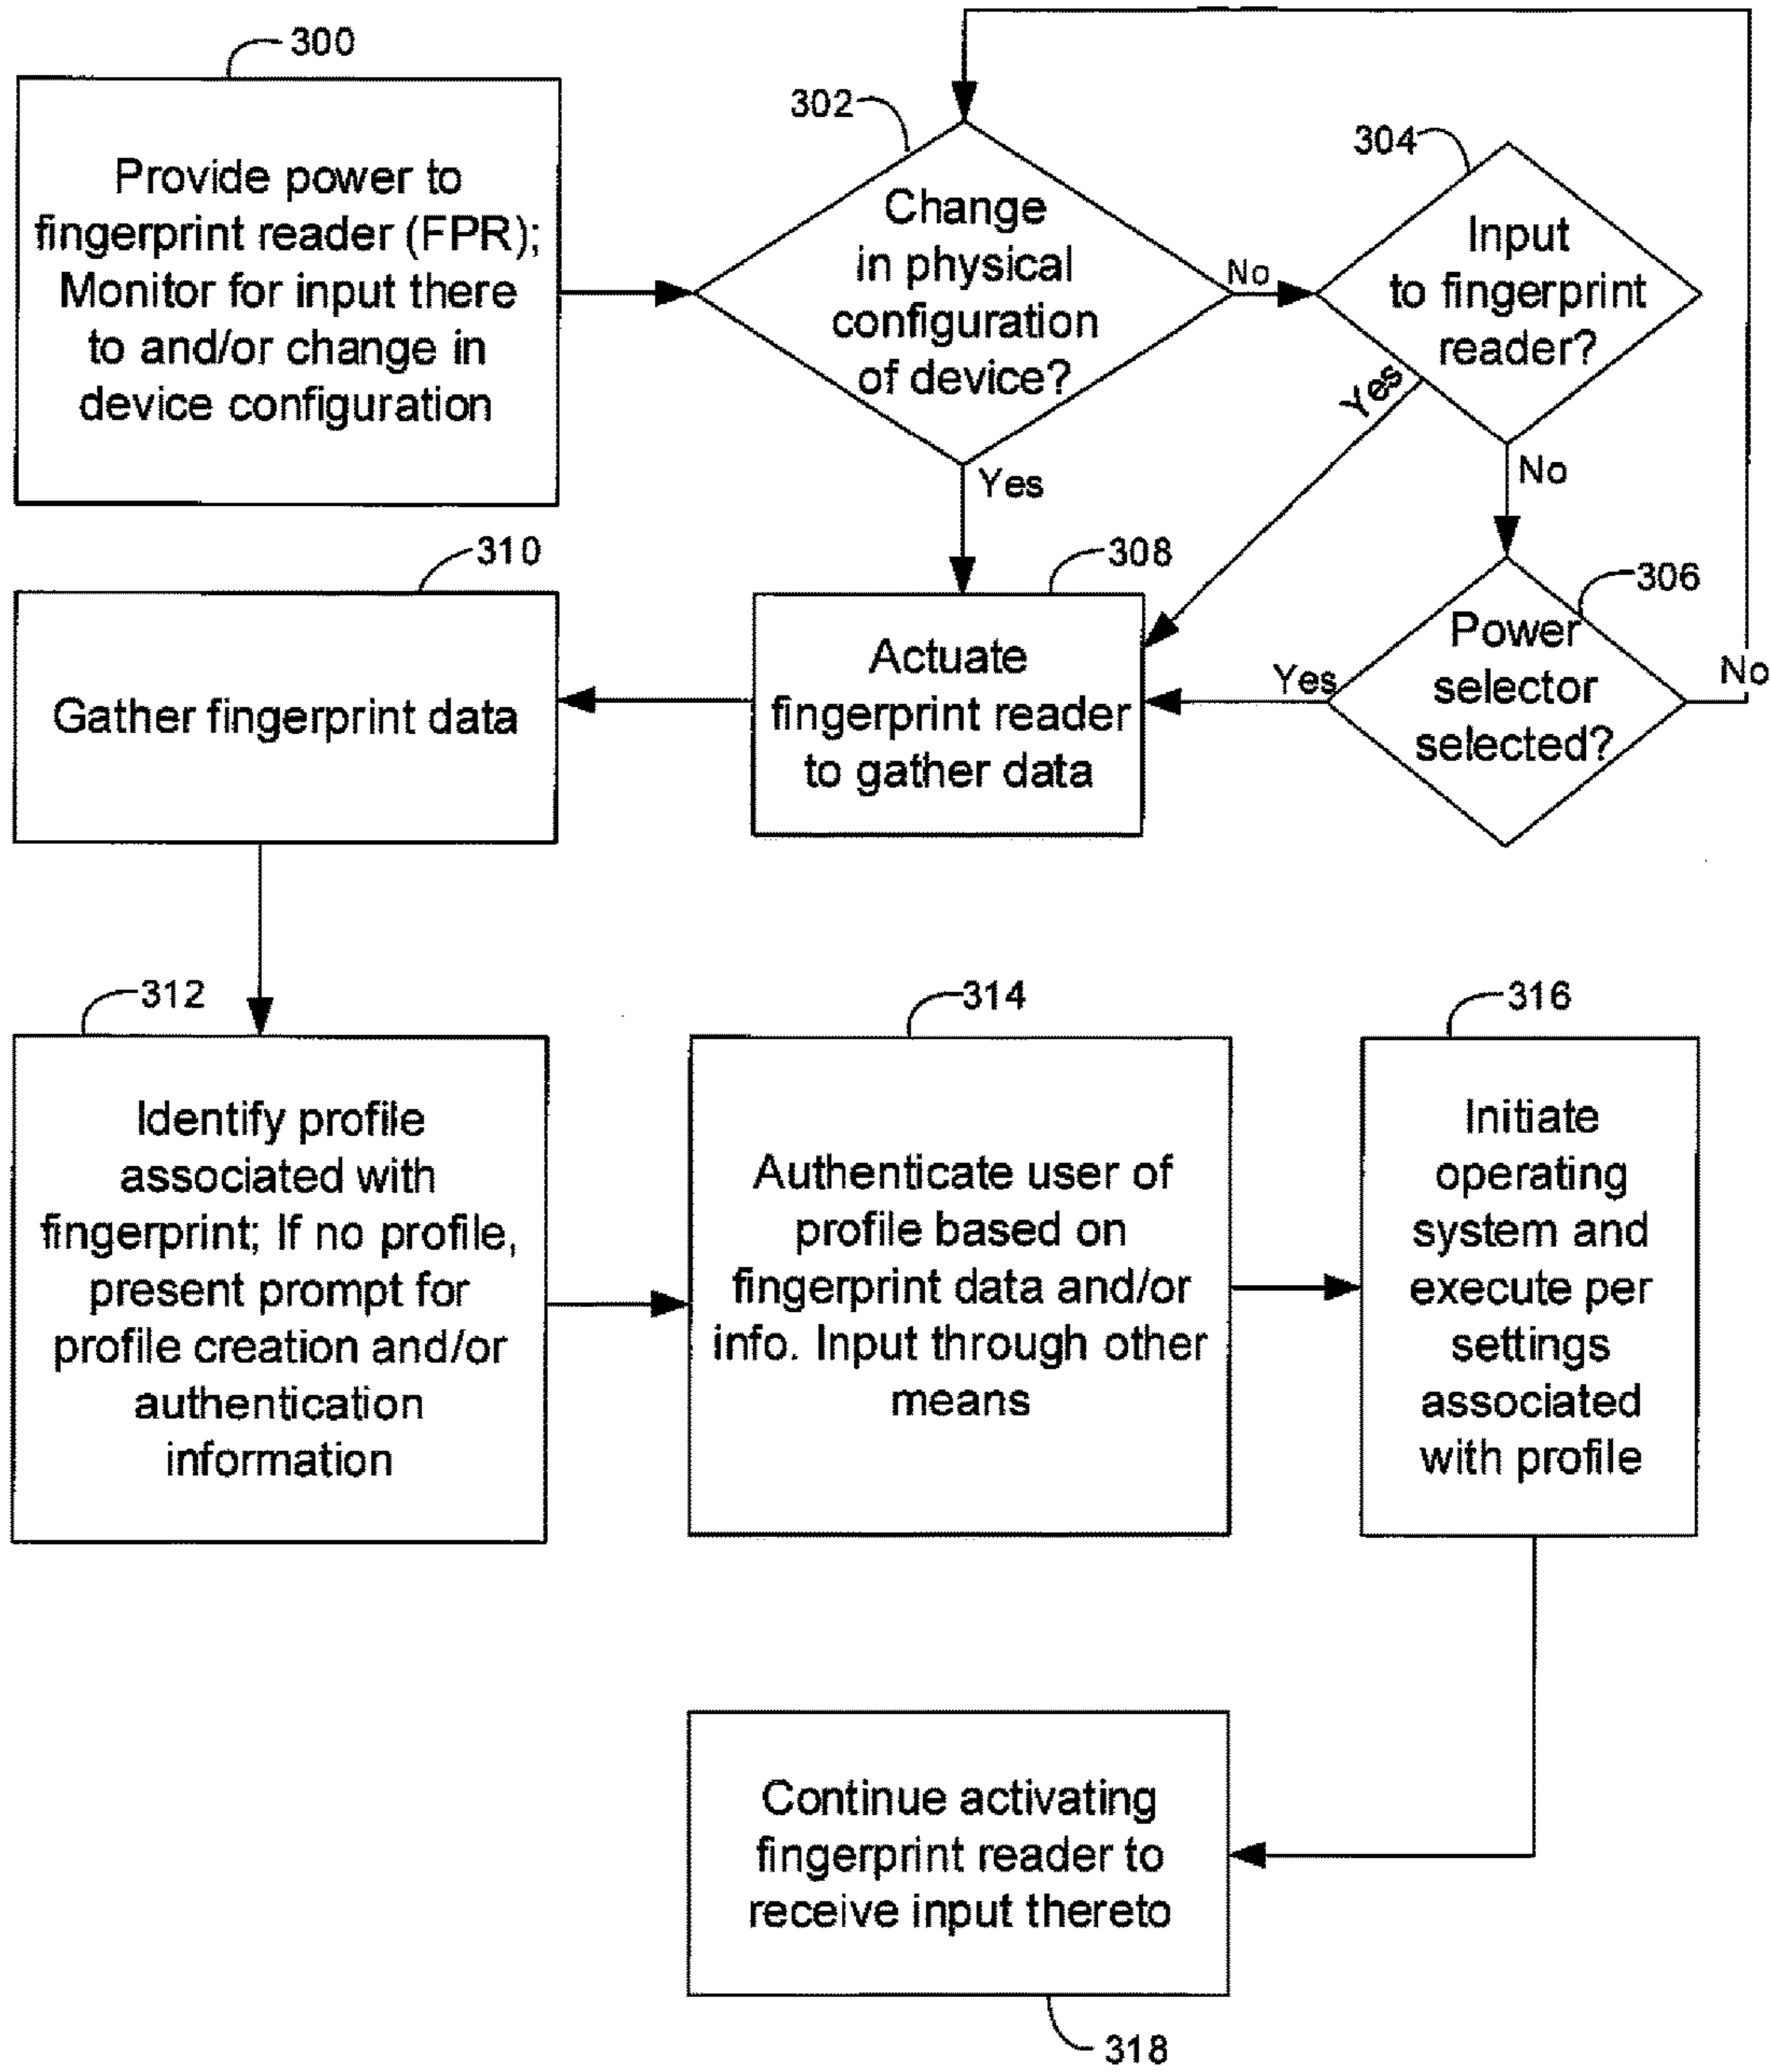 300
Provide power to
fingerprint reader (FPR);
Monitor for input there
to and/or change in
device configuration
302
Change
in physical
configuration
of device?
No
Yes
304
Input
to fingerprint
reader?
Yes
No
306
Power
selector
selected?
Yes
No
308
Actuate
fingerprint reader
to gather data
310
Gather fingerprint data
312
Identify profile
associated with
fingerprint; If no profile,
present prompt for
profile creation and/or
authentication
information
314
Authenticate user of
profile based on
fingerprint data and/or
info. Input through other
means
316
Initiate
operating
system and
execute per
settings
associated
with profile
Continue activating
fingerprint reader to
receive input thereto
318